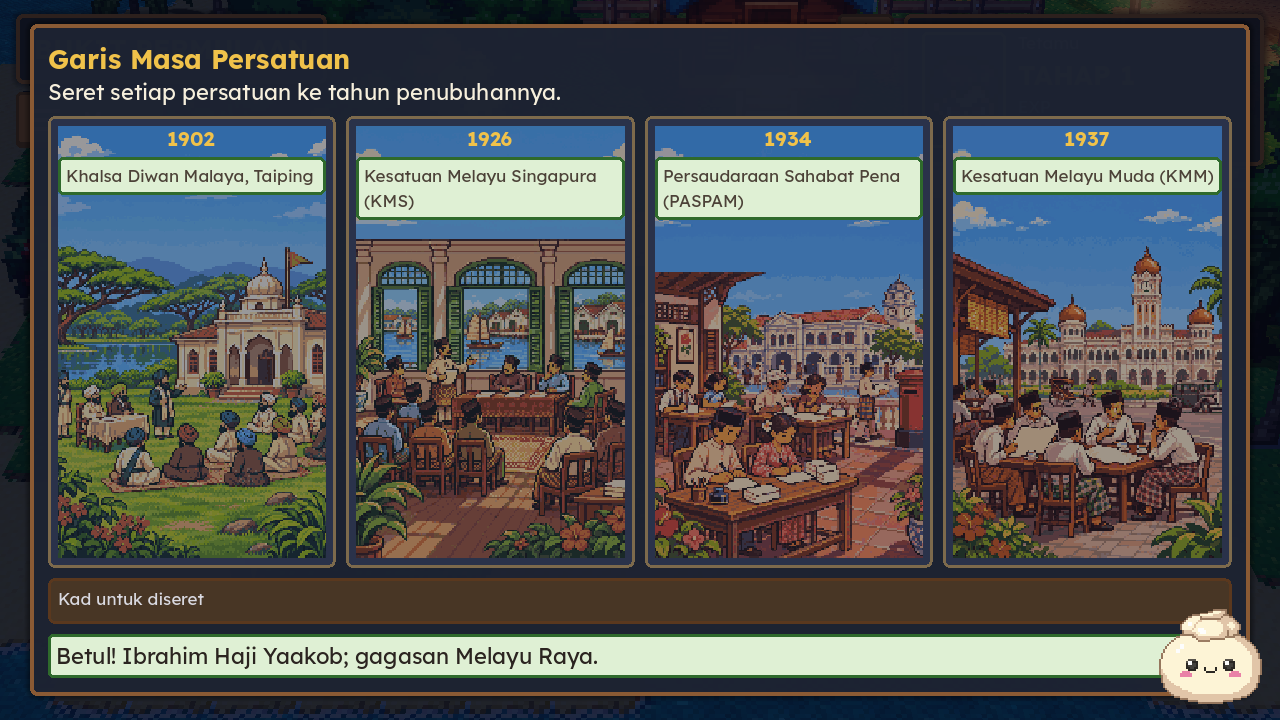 Garis Masa Persatuan
Seret setiap persatuan ke tahun penubuhannya.
1902
Khalsa Diwan Malaya, Taiping
1926
Kesatuan Melayu Singapura
(KMS)
1934
Persaudaraan Sahabat Pena
(PASPAM)
1937
Kesatuan Melayu Muda (KMM)
Kad untuk diseret
Betul! Ibrahim Haji Yaakob; gagasan Melayu Raya.